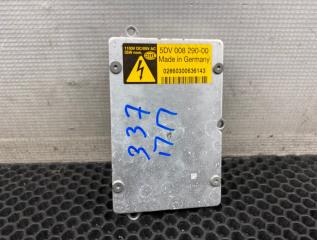 5DV 008 290-00
Made in Germany
02860300636143
337
17П